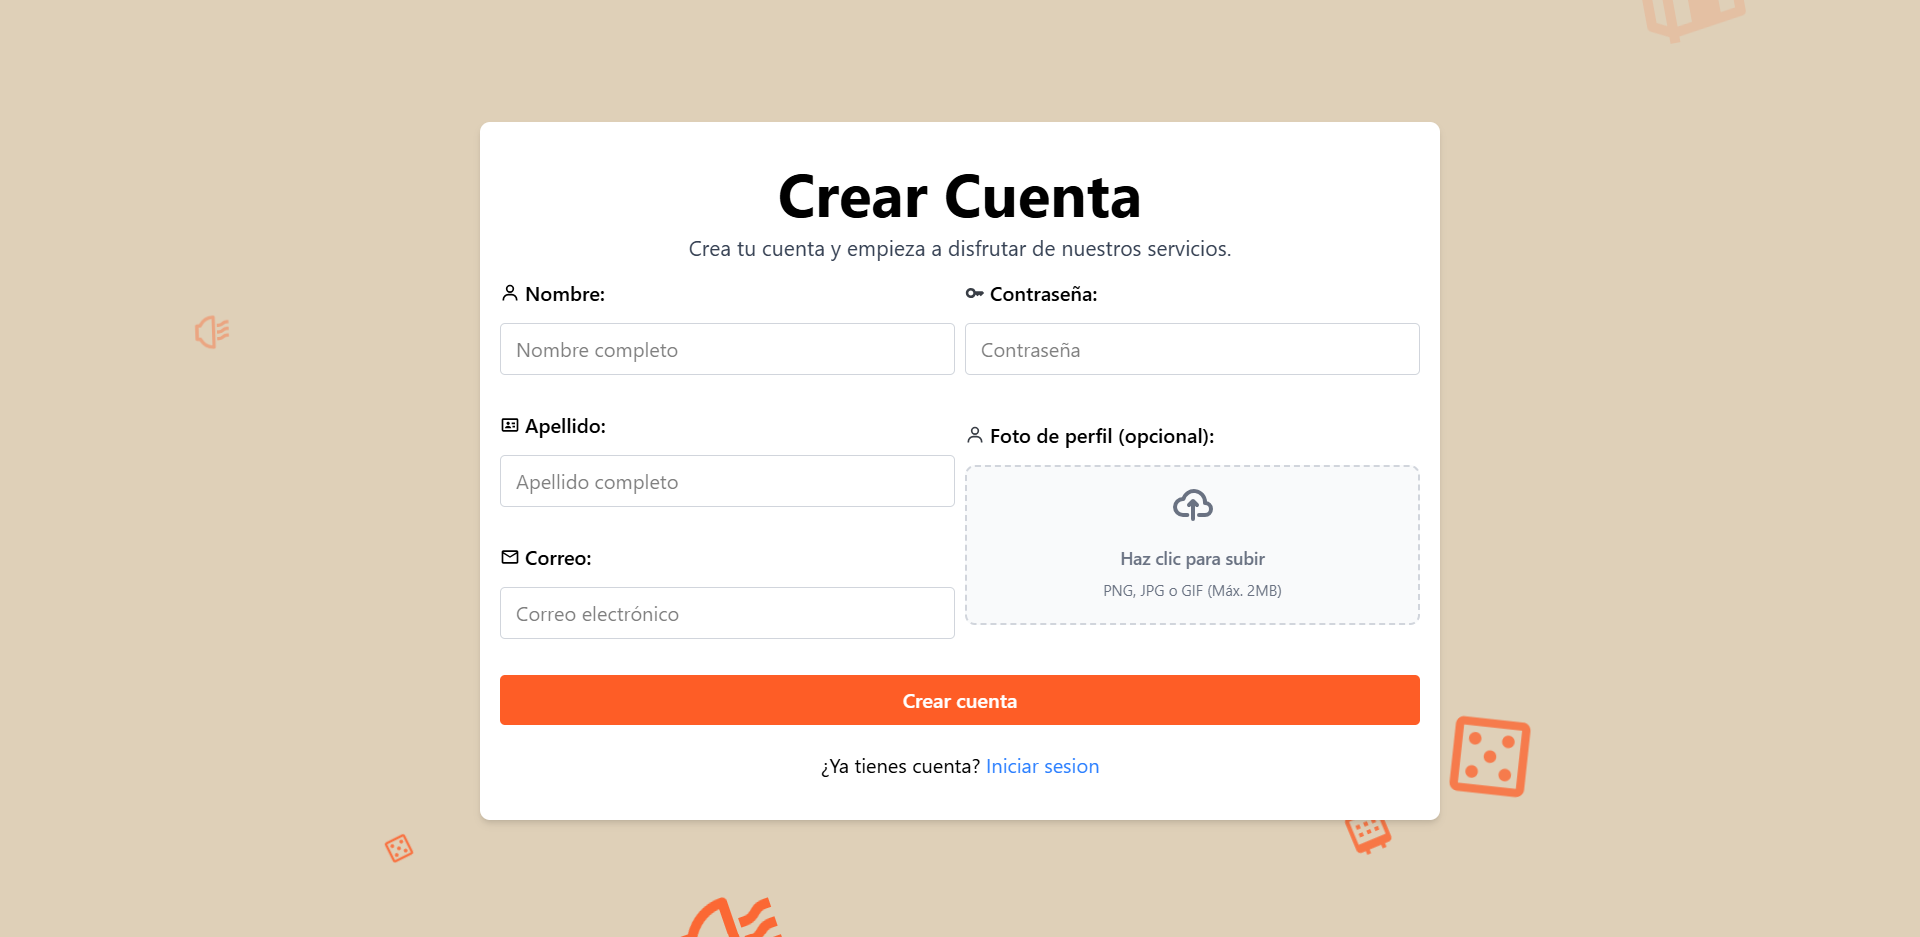 Crear Cuenta
Crea tu cuenta y empieza a disfrutar de nuestros servicios.
Nombre:
Nombre completo
Apellido:
Apellido completo
Correo:
Correo electrónico
Contraseña:
Contraseña
Foto de perfil (opcional):
Haz clic para subir
PNG, JPG o GIF (Máx. 2MB)
Crear cuenta
¿Ya tienes cuenta? Iniciar sesion